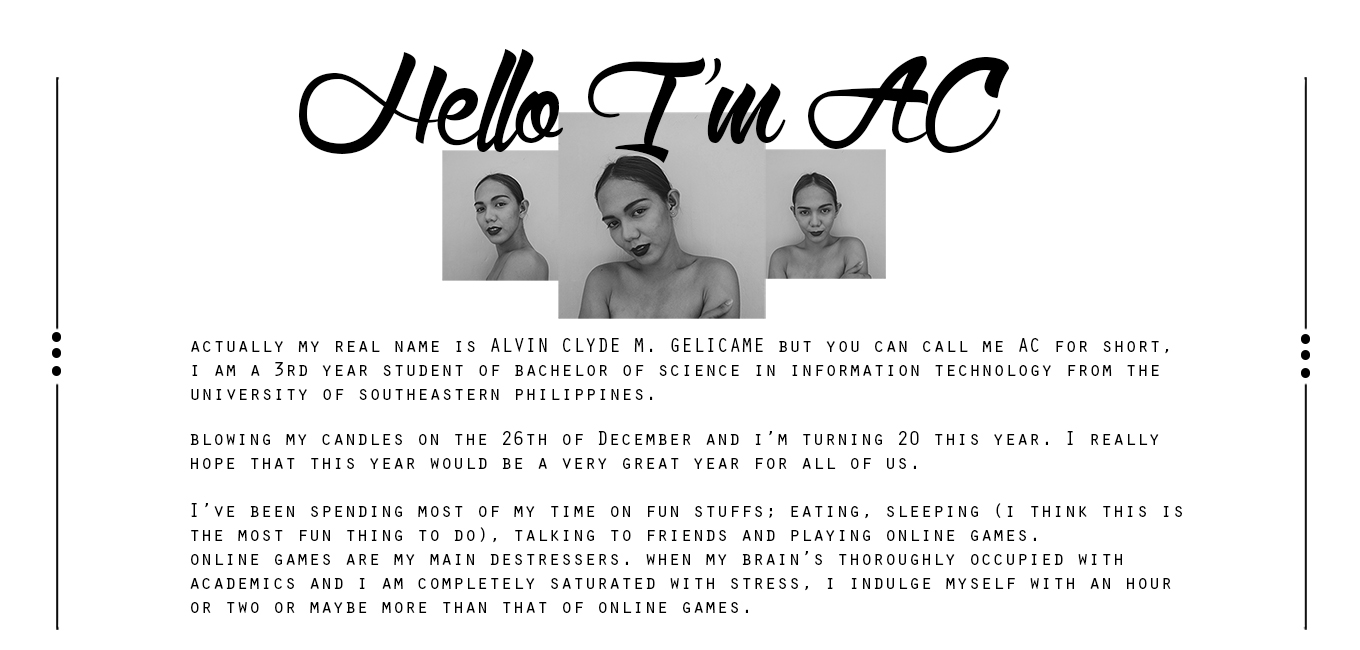 Hello I'm AC
ACTUALLY MY REAL NAME IS ALVIN CLYDE M. GELICAME BUT YOU CAN CALL ME AC FOR SHORT,
I AM A 3RD YEAR STUDENT OF BACHELOR OF SCIENCE IN INFORMATION TECHNOLOGY FROM THE
UNIVERSITY OF SOUTHEASTERN PHILIPPINES.
BLOWING MY CANDLES ON THE 26TH OF DECEMBER AND I'M TURNING 20 THIS YEAR. I REALLY
HOPE THAT THIS YEAR WOULD BE A VERY GREAT YEAR FOR ALL OF US.
I'VE BEEN SPENDING MOST OF MY TIME ON FUN STUFFS; EATING, SLEEPING (I THINK THIS IS
THE MOST FUN THING TO DO), TALKING TO FRIENDS AND PLAYING ONLINE GAMES.
ONLINE GAMES ARE MY MAIN DESTRESSERS. WHEN MY BRAIN'S THOROUGHLY OCCUPIED WITH
ACADEMICS AND I AM COMPLETELY SATURATED WITH STRESS, I INDULGE MYSELF WITH AN HOUR
OR TWO OR MAYBE MORE THAN THAT OF ONLINE GAMES.